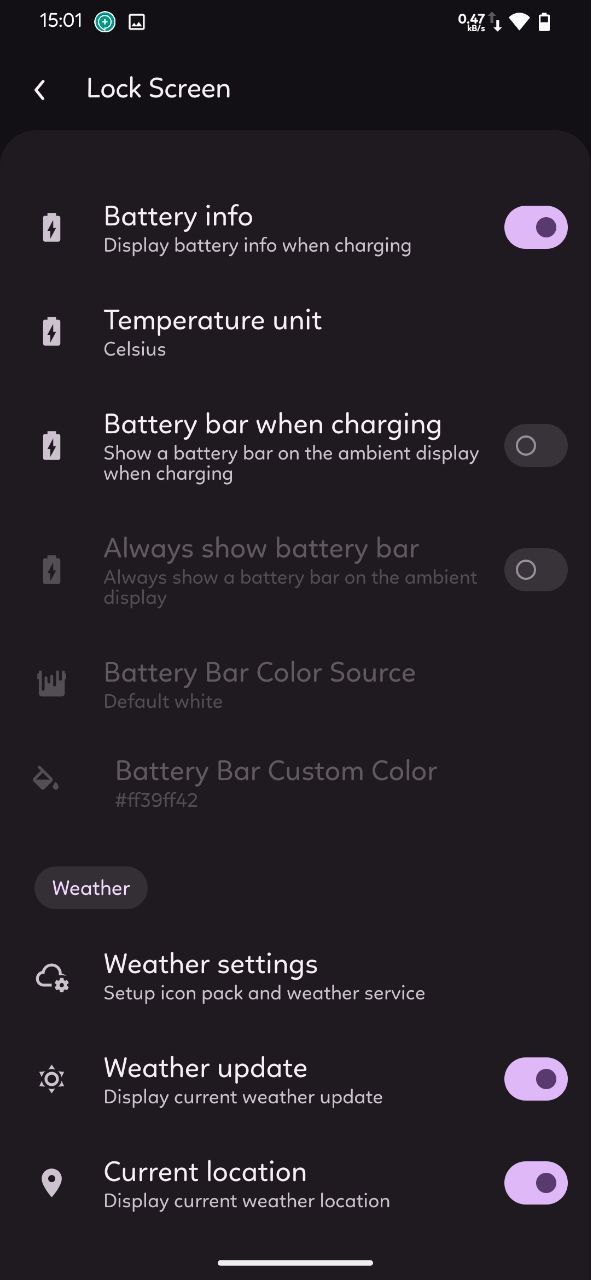 15:01
0,47
kB/s
Lock Screen
Battery info
Display battery info when charging
Temperature unit
Celsius
Battery bar when charging
Show a battery bar on the ambient display
when charging
Always show battery bar
Always show a battery bar on the ambient
display
Battery Bar Color Source
Default white
Battery Bar Custom Color
#ff39ff42
Weather
Weather settings
Setup icon pack and weather service
Weather update
Display current weather update
Current location
Display current weather location